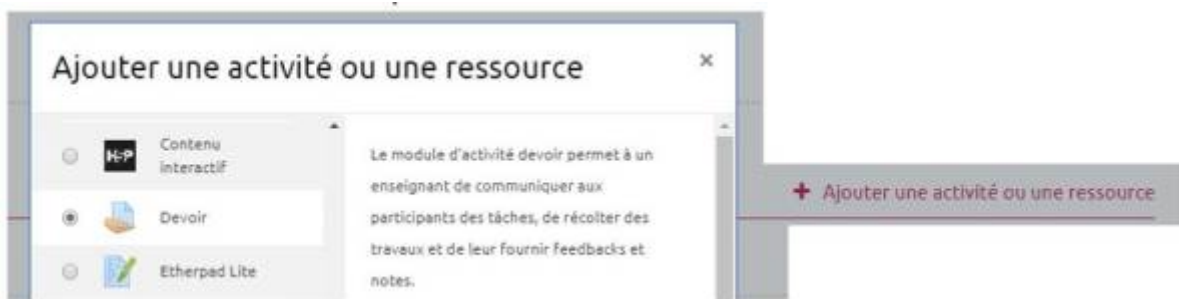 Ajouter une activité ou une ressource ×
H-P Contenu
interactif
Devoir
Etherpad Lite
Le module d'activité devoir permet à un
enseignant de communiquer aux
participants des tâches, de récolter des
travaux et de leur fournir feedbacks et
notes.
+ Ajouter une activité ou une ressource